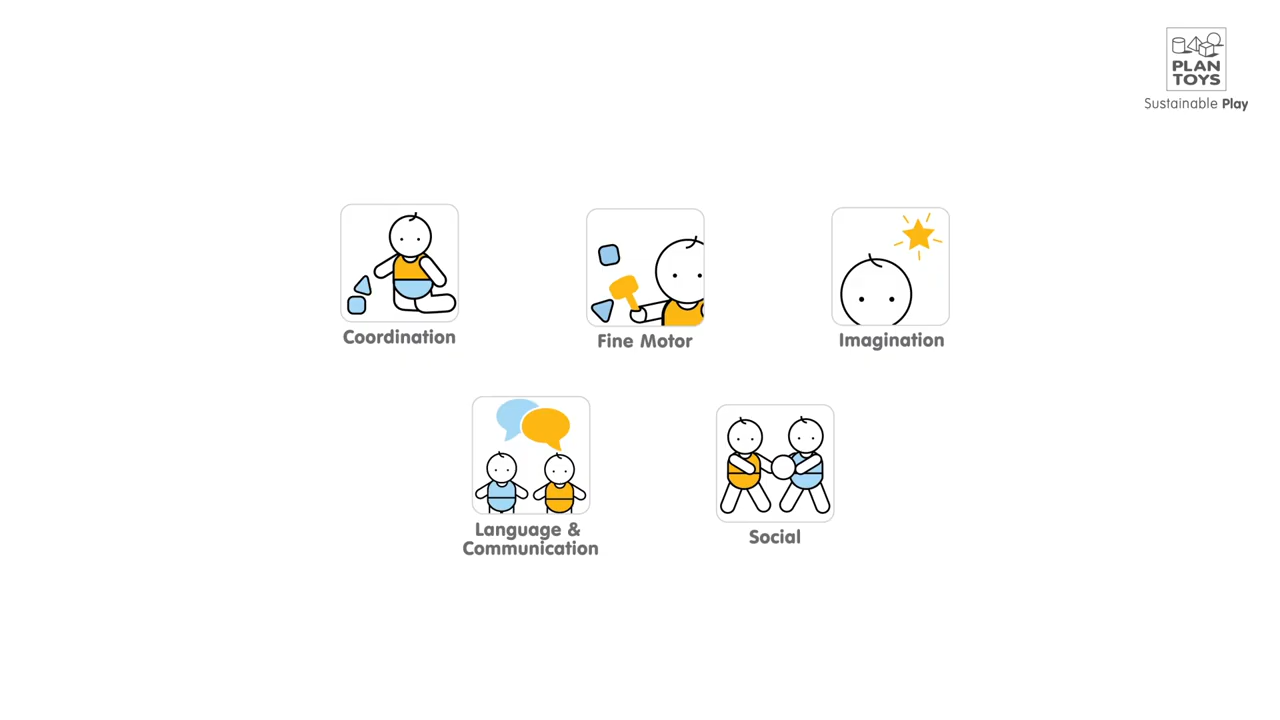 PLAN
TOYS
Sustainable Play
Coordination
Fine Motor
Imagination
Language &
Communication
Social